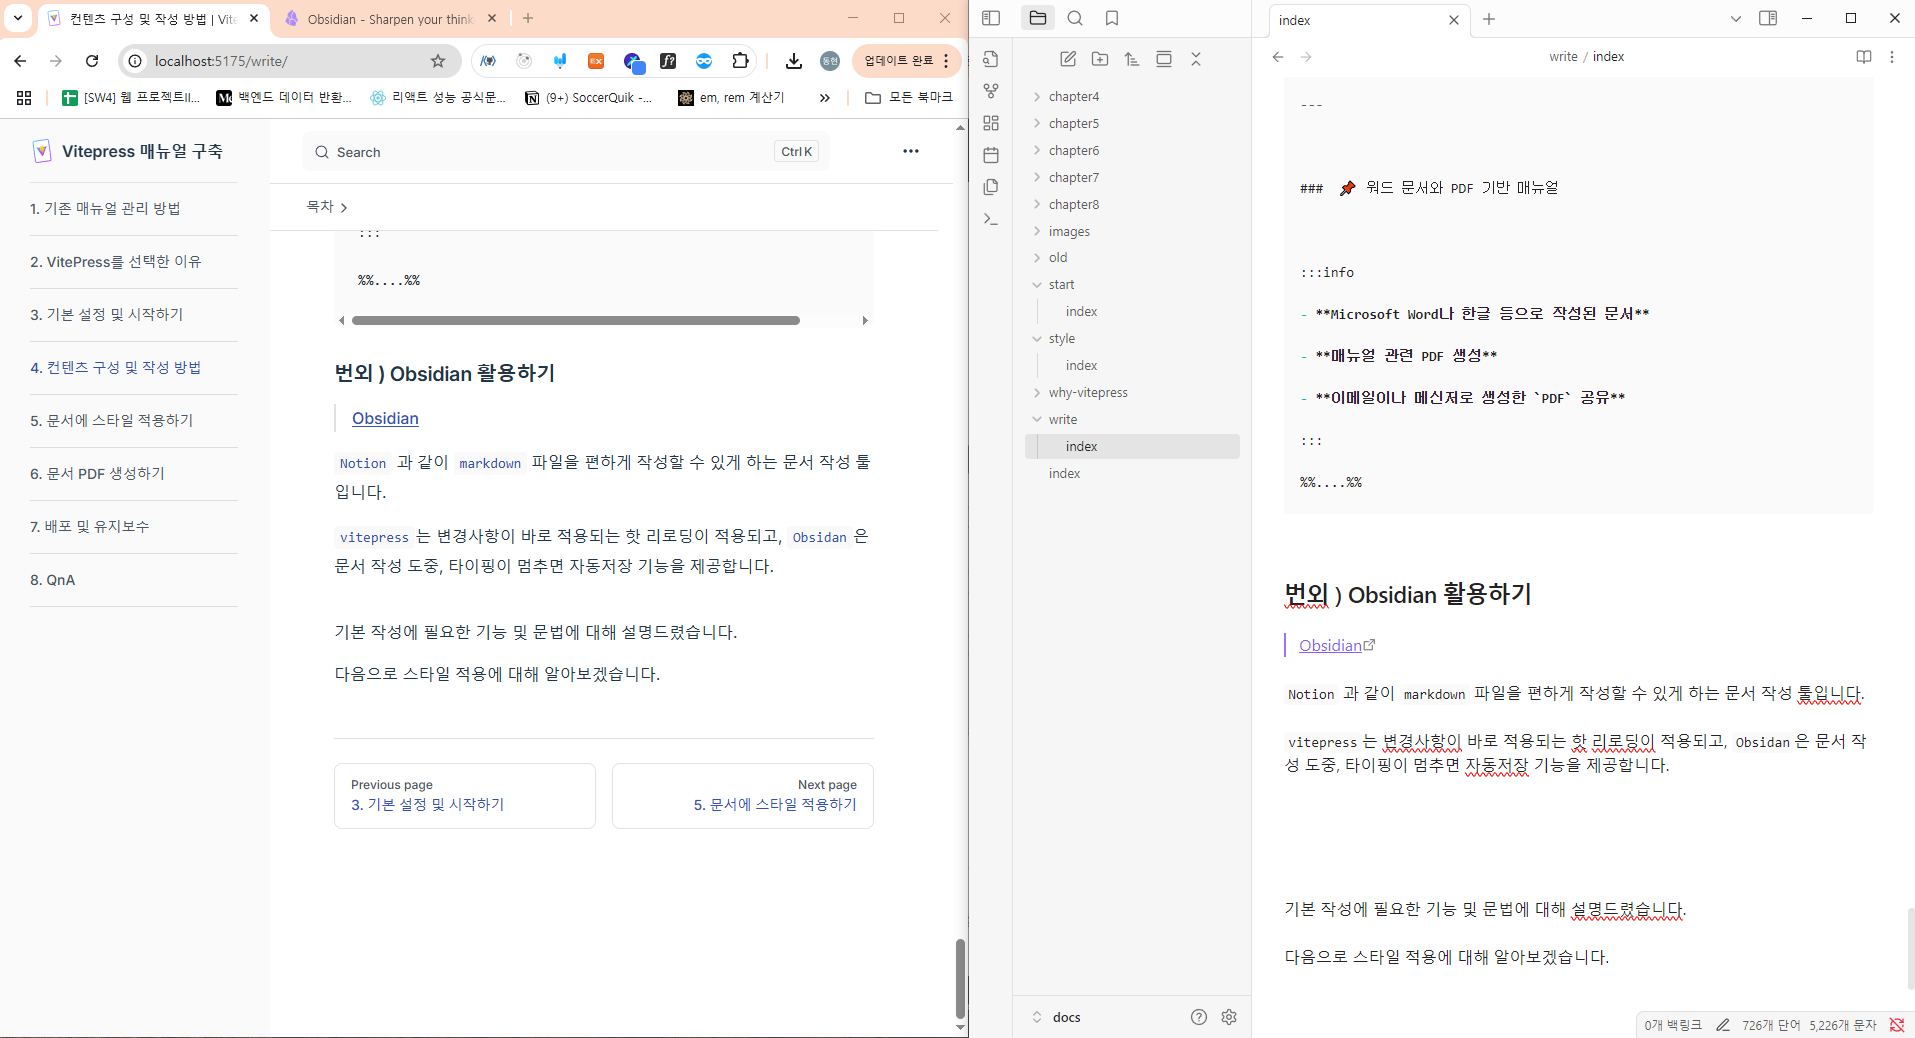 컨텐츠 구성 및 작성 방법 | Vite
Obsidian - Sharpen your think
localhost:5175/write/
업데이트 완료
[SW4] 웹 프로젝트II...
백엔드 데이터 반환...
리액트 성능 공식문...
(9+) SoccerQuik -...
em, rem 계산기
모든 북마크
Vitepress 매뉴얼 구축
1. 기존 매뉴얼 관리 방법
2. VitePress를 선택한 이유
3. 기본 설정 및 시작하기
4. 컨텐츠 구성 및 작성 방법
5. 문서에 스타일 적용하기
6. 문서 PDF 생성하기
7. 배포 및 유지보수
8. QnA
Search
Ctrl K
목차
:::
%%....%%
번외 ) Obsidian 활용하기
Obsidian
Notion 과 같이 markdown 파일을 편하게 작성할 수 있게 하는 문서 작성 툴
입니다.
vitepress 는 변경사항이 바로 적용되는 핫 리로딩이 적용되고, Obsidan 은
문서 작성 도중, 타이핑이 멈추면 자동저장 기능을 제공합니다.
기본 작성에 필요한 기능 및 문법에 대해 설명드렸습니다.
다음으로 스타일 적용에 대해 알아보겠습니다.
Previous page
3. 기본 설정 및 시작하기
Next page
5. 문서에 스타일 적용하기
index
write / index
chapter4
chapter5
chapter6
chapter7
chapter8
images
old
start
index
style
index
why-vitepress
write
index
index
docs
---
### 📌 워드 문서와 PDF 기반 매뉴얼
:::info
- **Microsoft Word나 한글 등으로 작성된 문서**
- **매뉴얼 관련 PDF 생성**
- **이메일이나 메신저로 생성한 `PDF` 공유**
:::
%%....%%
번외 ) Obsidian 활용하기
Obsidian
Notion 과 같이 markdown 파일을 편하게 작성할 수 있게 하는 문서 작성 툴입니다.
vitepress 는 변경사항이 바로 적용되는 핫 리로딩이 적용되고, Obsidan 은 문서 작
성 도중, 타이핑이 멈추면 자동저장 기능을 제공합니다.
기본 작성에 필요한 기능 및 문법에 대해 설명드렸습니다.
다음으로 스타일 적용에 대해 알아보겠습니다.
0개 백링크
726개 단어
5,226개 문자